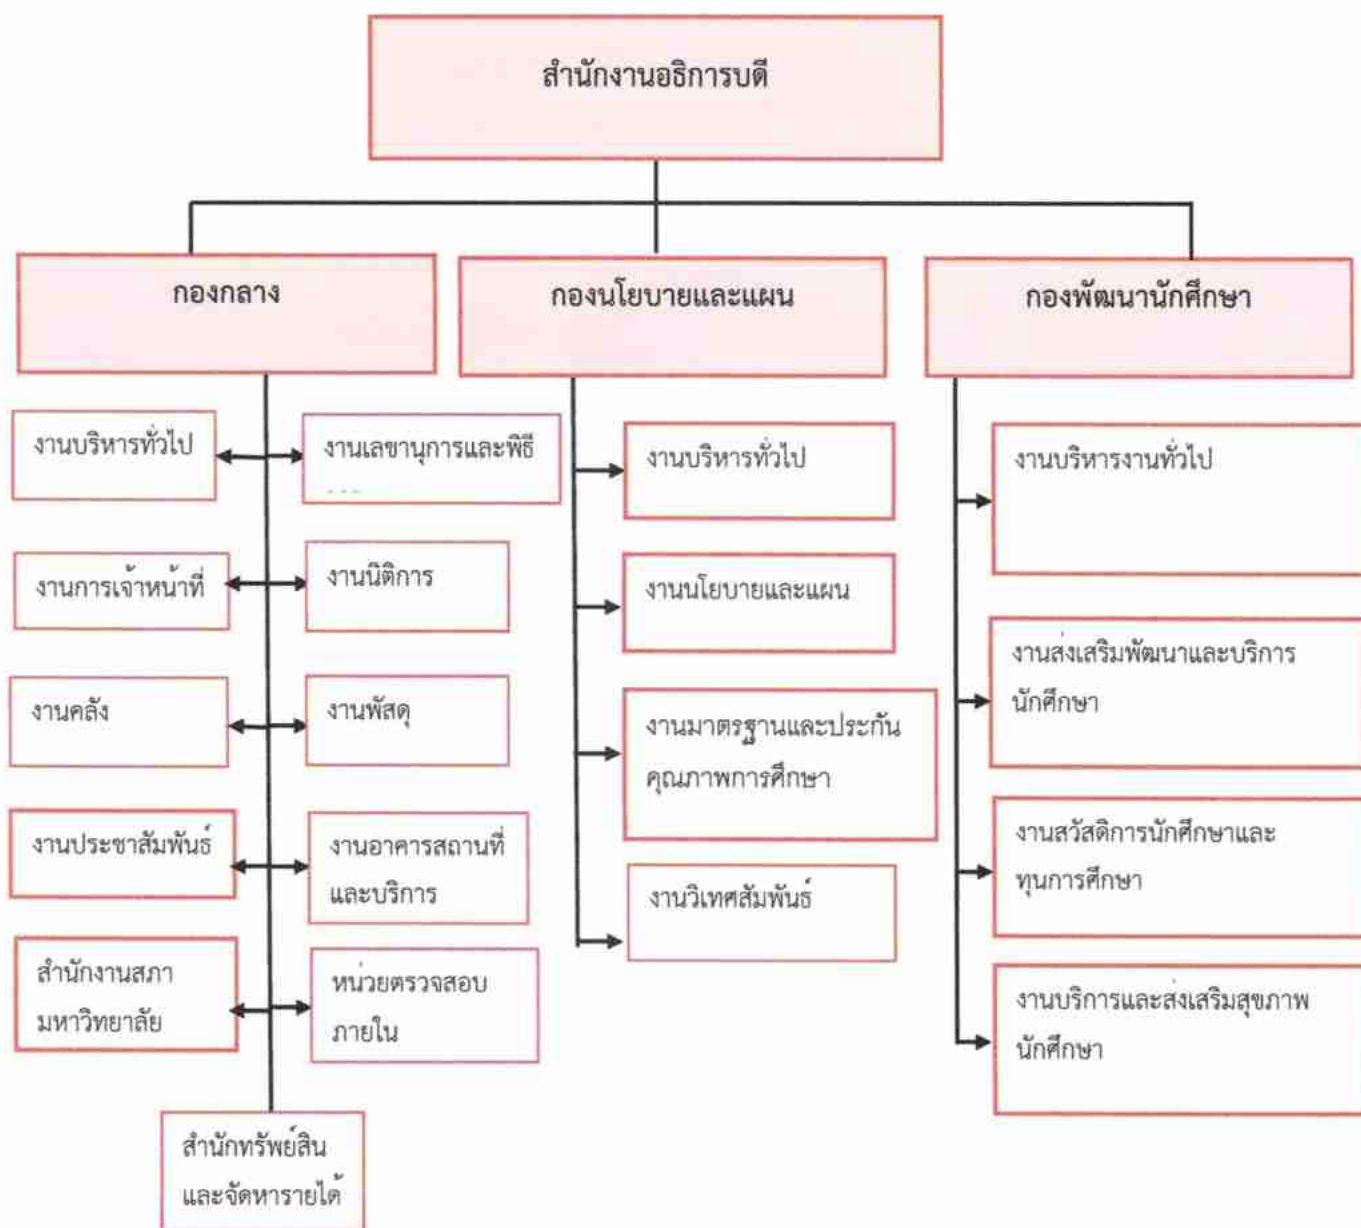 สำนักงานอธิการบดี
กองกลาง
กองนโยบายและแผน
กองพัฒนานักศึกษา
งานบริหารทั่วไป
งานเลขานุการและพิธี
งานการเจ้าหน้าที่
งานนิติการ
งานคลัง
งานพัสดุ
งานประชาสัมพันธ์
งานอาคารสถานที่
และบริการ
สำนักงานสภา
มหาวิทยาลัย
หน่วยตรวจสอบ
ภายใน
สำนักทรัพย์สิน
และจัดหารายได้
งานบริหารทั่วไป
งานนโยบายและแผน
งานมาตรฐานและประกัน
คุณภาพการศึกษา
งานวิเทศสัมพันธ์
งานบริหารงานทั่วไป
งานส่งเสริมพัฒนาและบริการ
นักศึกษา
งานสวัสดิการนักศึกษาและ
ทุนการศึกษา
งานบริการและส่งเสริมสุขภาพ
นักศึกษา